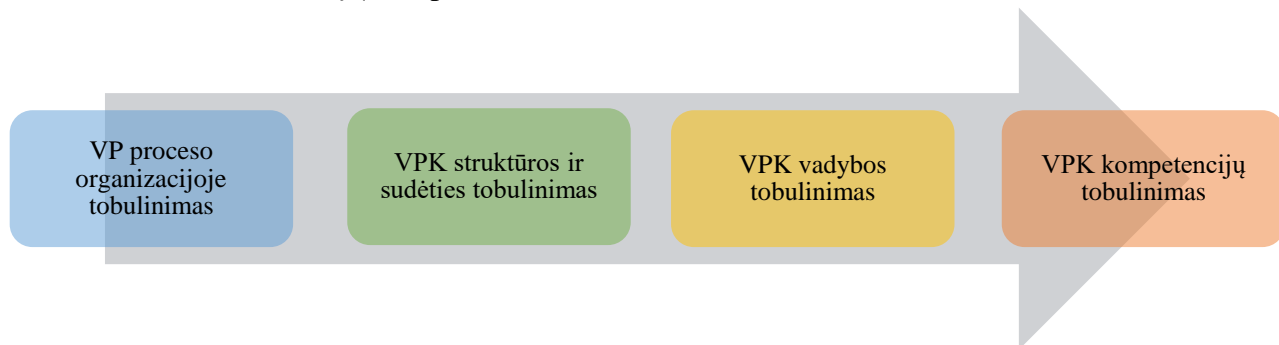 VP proceso
organizacijoje
tobulinimas
VPK struktūros ir
sudėties tobulinimas
VPK vadybos
tobulinimas
VPK kompetencijų
tobulinimas